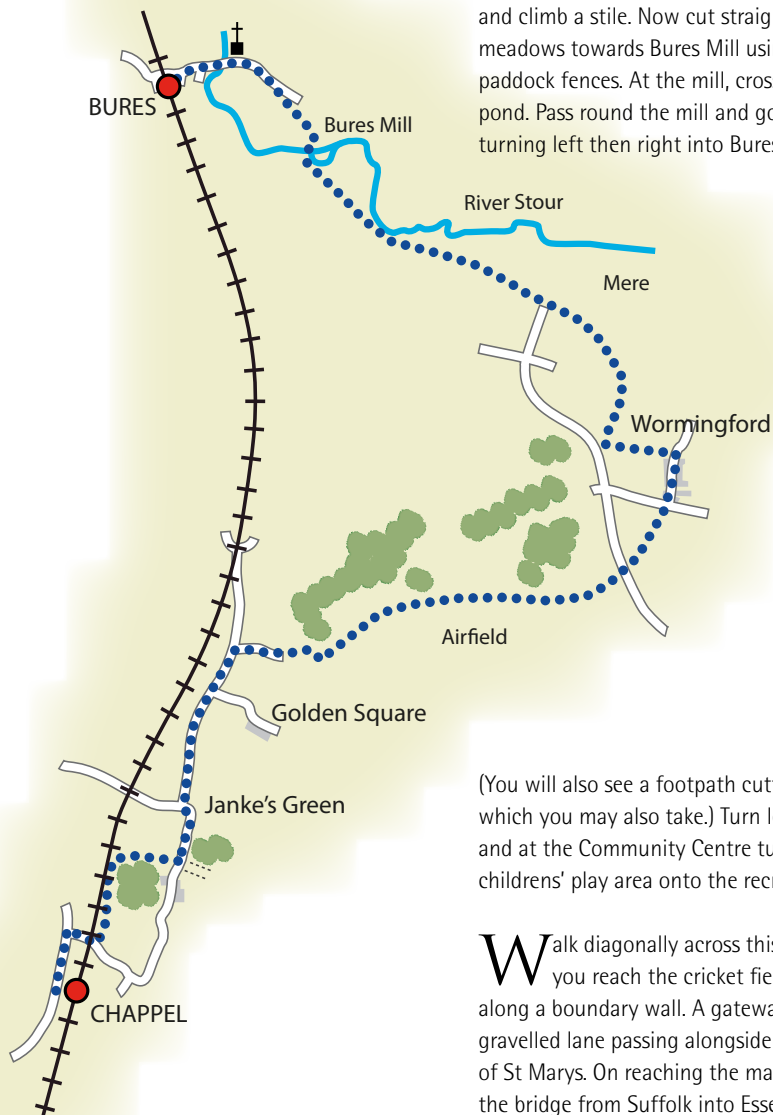 and climb a stile. Now cut straig
meadows towards Bures Mill usi
paddock fences. At the mill, cross
pond. Pass round the mill and go
turning left then right into Bures
BURES
Bures Mill
River Stour
Mere
Wormingford
Airfield
Golden Square
Janke's Green
CHAPPEL
(You will also see a footpath cutt
which you may also take.) Turn l
and at the Community Centre tu
childrens' play area onto the recr
Walk diagonally across this
you reach the cricket fie
along a boundary wall. A gatewa
gravelled lane passing alongside
of St Marys. On reaching the ma
the bridge from Suffolk into Esse